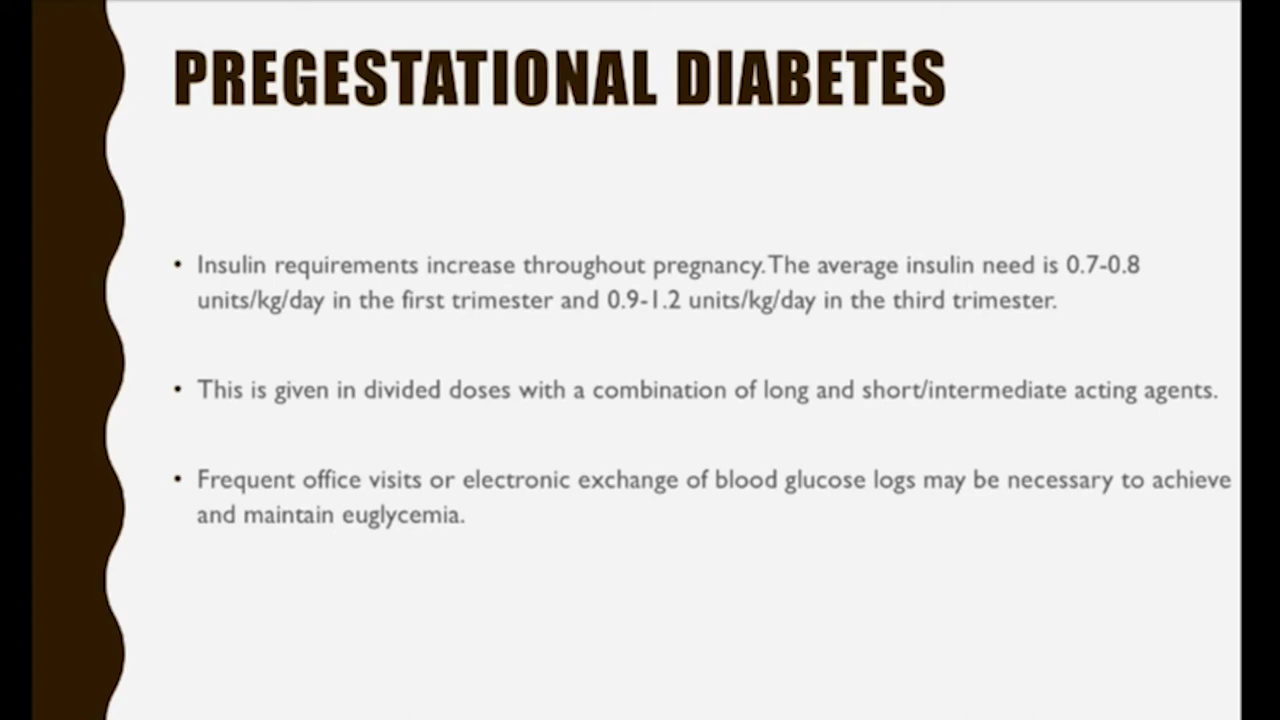 PREGESTATIONAL DIABETES
• Insulin requirements increase throughout pregnancy. The average insulin need is 0.7-0.8
units/kg/day in the first trimester and 0.9-1.2 units/kg/day in the third trimester.
• This is given in divided doses with a combination of long and short/intermediate acting agents.
• Frequent office visits or electronic exchange of blood glucose logs may be necessary to achieve
and maintain euglycemia.